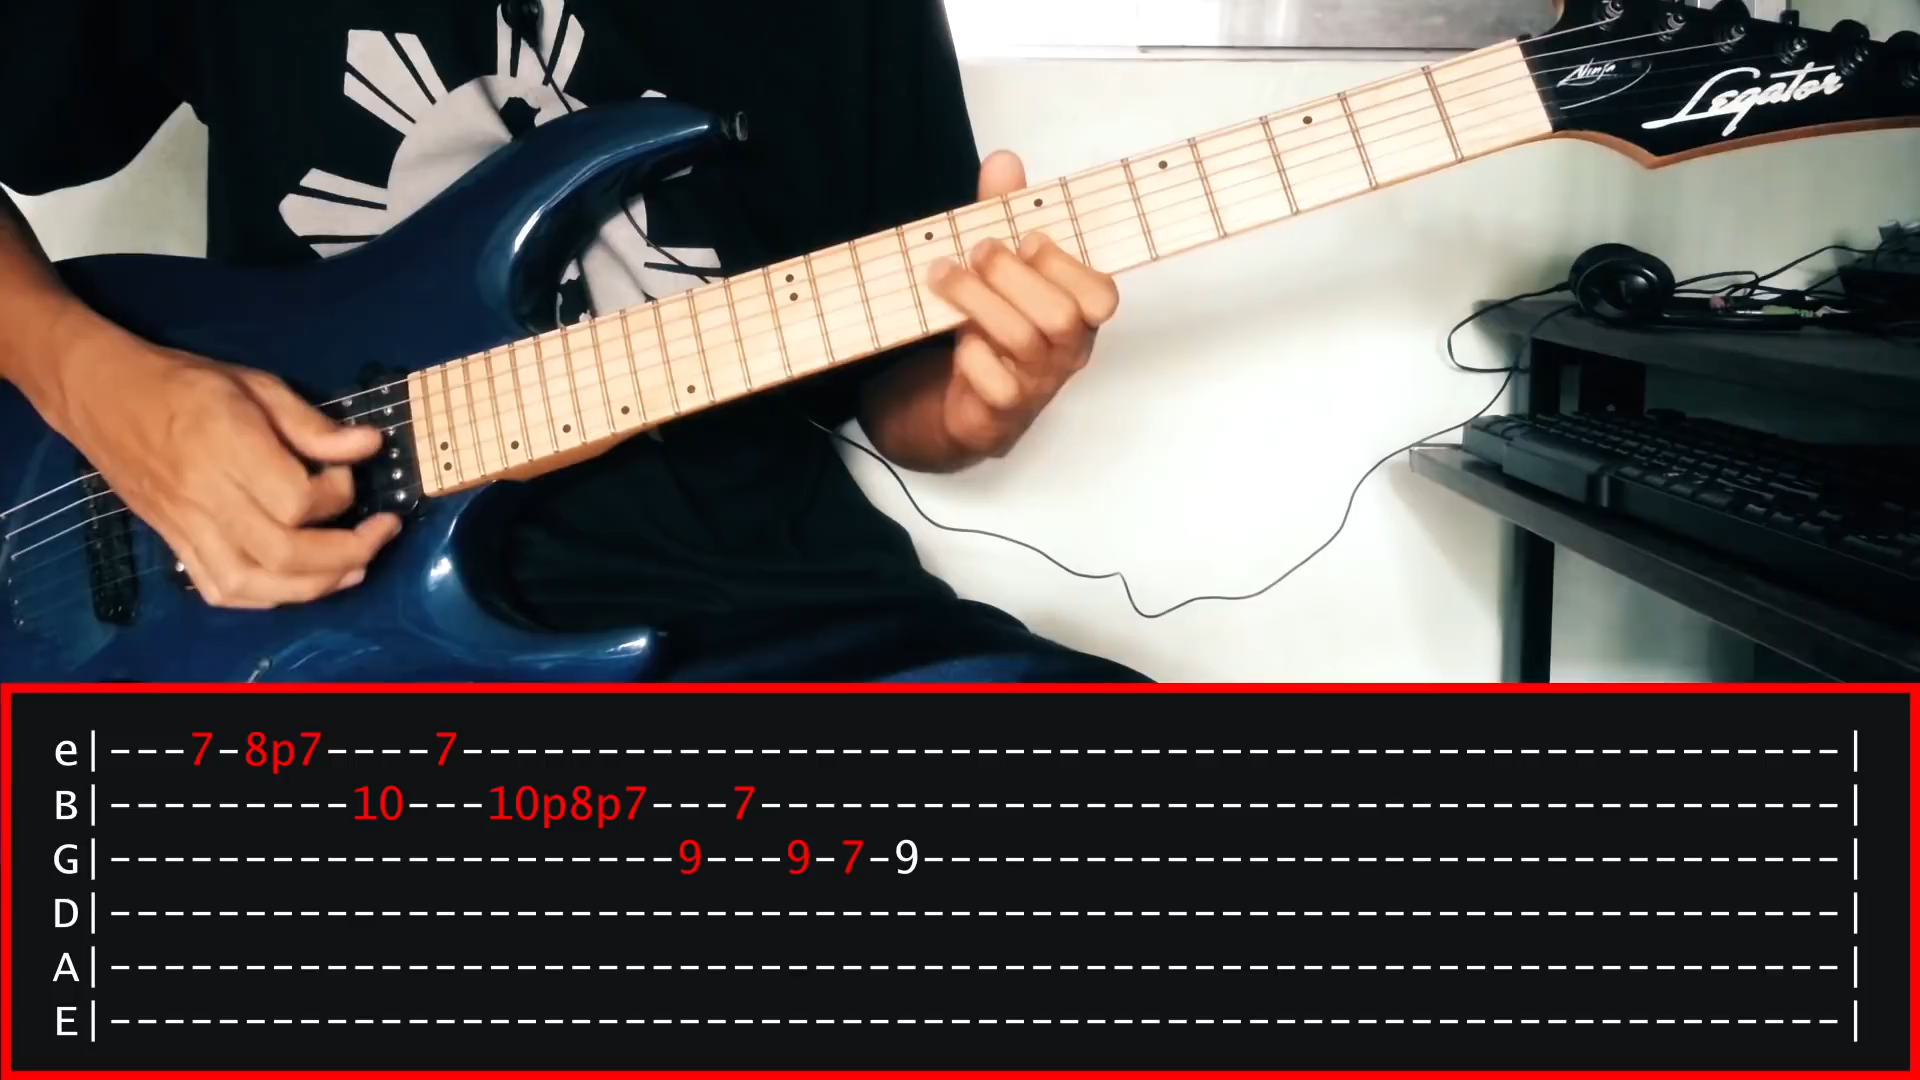 Ninja
Legator
e|---7-8p7----7---------------------------------------------------|
B|---------10---10p8p7---7----------------------------------------|
G|---------------------9---9-7-9----------------------------------|
D|----------------------------------------------------------------|
A|----------------------------------------------------------------|
E|----------------------------------------------------------------|